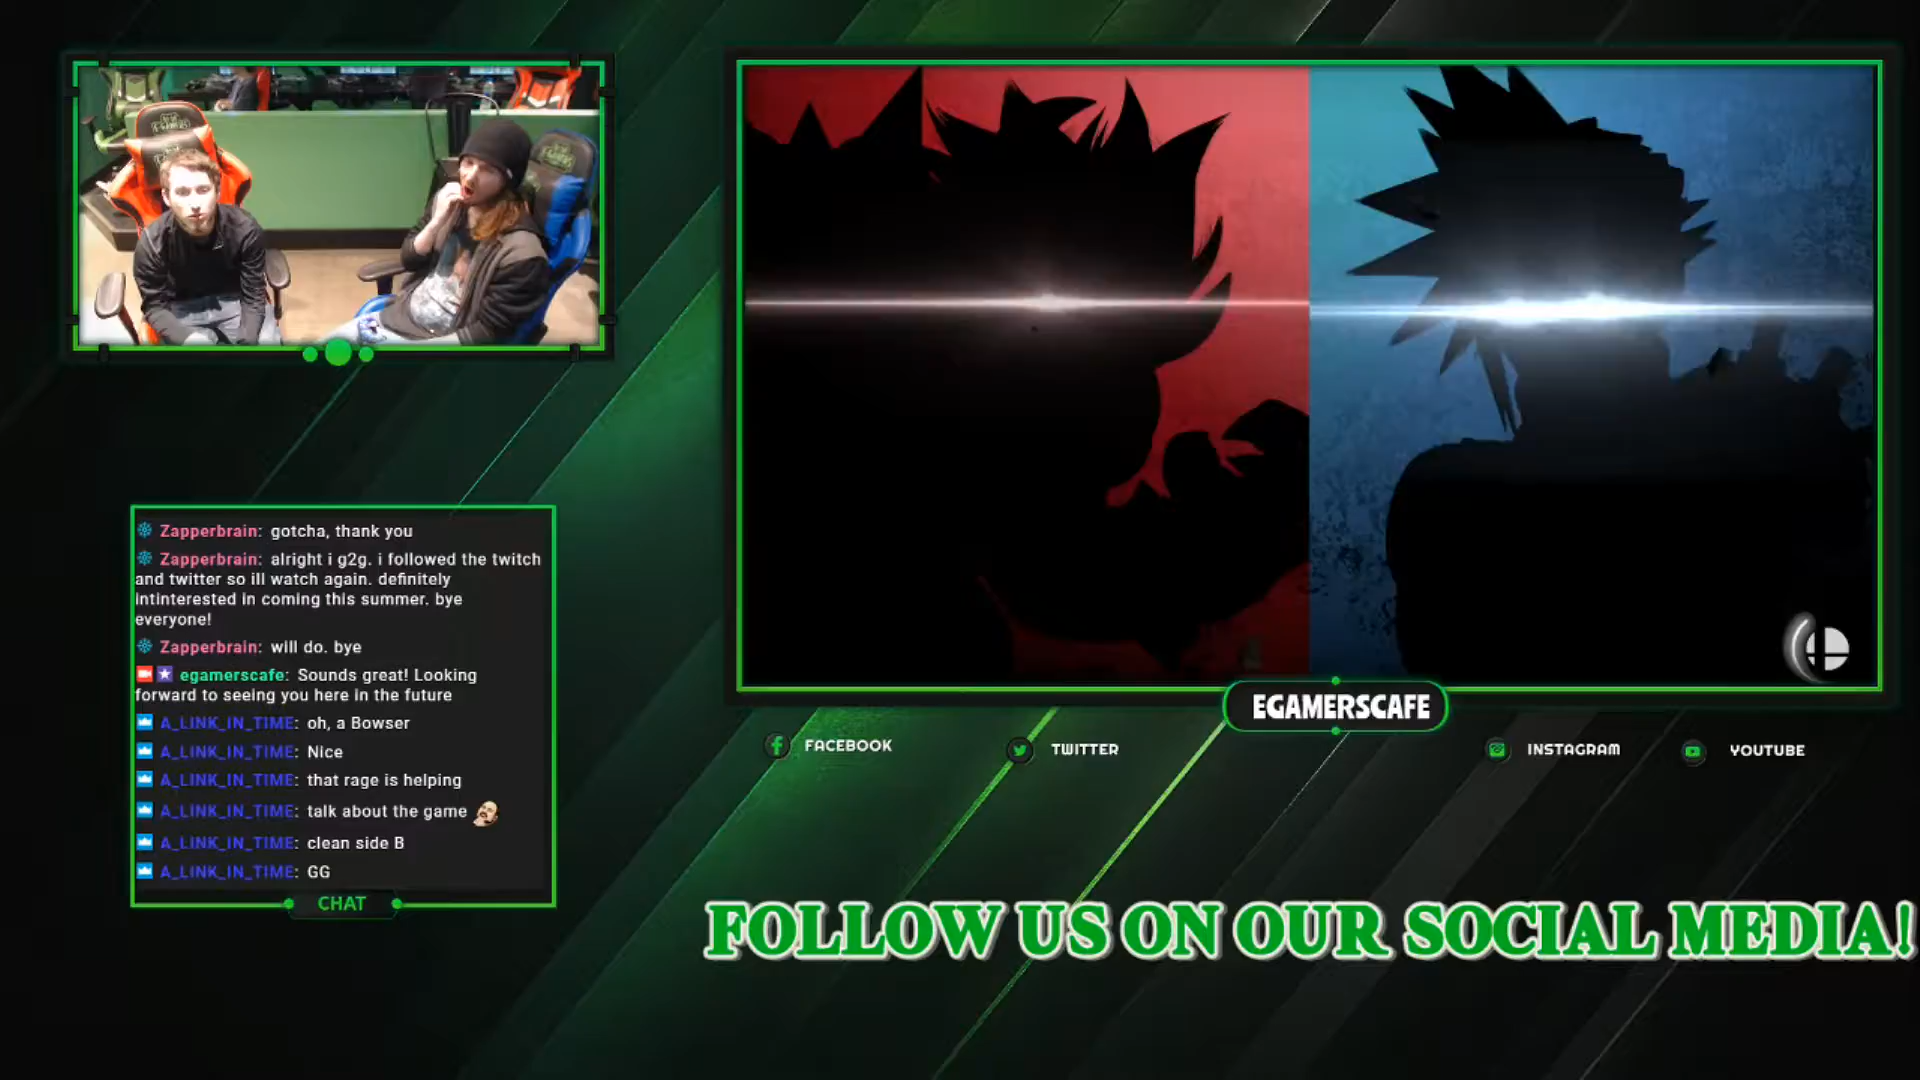 Zapperbrain: gotcha, thank you
Zapperbrain: alright i g2g. i followed the twitch
and twitter so ill watch again. definitely
intinterested in coming this summer. bye
everyone!
Zapperbrain: will do. bye
egamerscafe: Sounds great! Looking
forward to seeing you here in the future
A_LINK_IN_TIME: oh, a Bowser
A_LINK_IN_TIME: Nice
A_LINK_IN_TIME: that rage is helping
A_LINK_IN_TIME: talk about the game
A_LINK_IN_TIME: clean side B
A_LINK_IN_TIME: GG
CHAT
EGAMERSCAFE
FACEBOOK
TWITTER
INSTAGRAM
YOUTUBE
FOLLOW US ON OUR SOCIAL MEDIA!